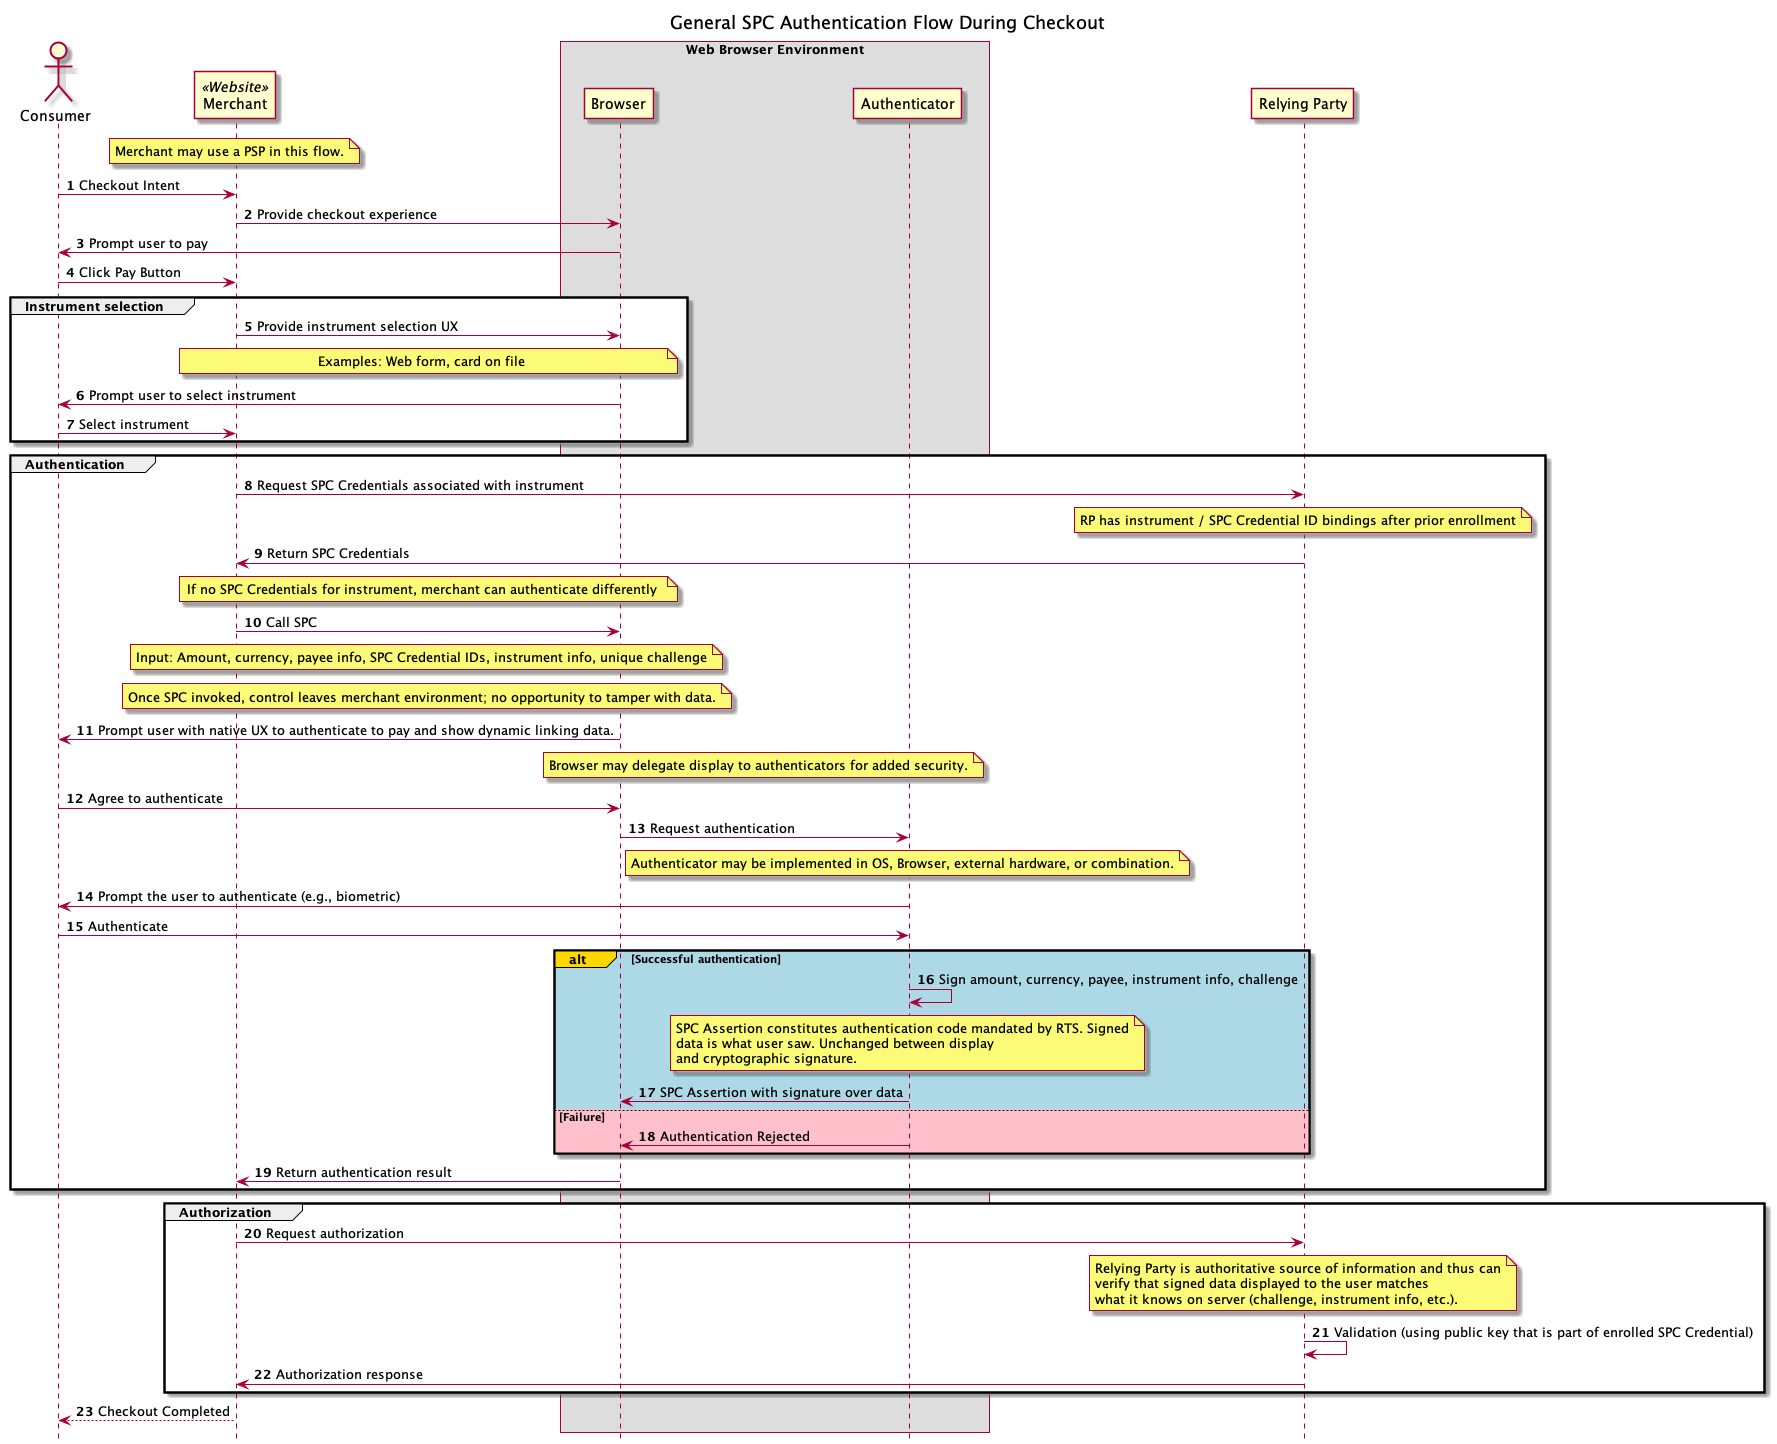 General SPC Authentication Flow During Checkout
Web Browser Environment
Consumer
«Website»
Merchant
Browser
Authenticator
Relying Party
Merchant may use a PSP in this flow.
1 Checkout Intent
2 Provide checkout experience
3 Prompt user to pay
4 Click Pay Button
Instrument selection
5 Provide instrument selection UX
Examples: Web form, card on file
6 Prompt user to select instrument
7 Select instrument
Authentication
8 Request SPC Credentials associated with instrument
RP has instrument / SPC Credential ID bindings after prior enrollment
9 Return SPC Credentials
If no SPC Credentials for instrument, merchant can authenticate differently
10 Call SPC
Input: Amount, currency, payee info, SPC Credential IDs, instrument info, unique challenge
Once SPC invoked, control leaves merchant environment; no opportunity to tamper with data.
11 Prompt user with native UX to authenticate to pay and show dynamic linking data.
Browser may delegate display to authenticators for added security.
12 Agree to authenticate
13 Request authentication
Authenticator may be implemented in OS, Browser, external hardware, or combination.
14 Prompt the user to authenticate (e.g., biometric)
15 Authenticate
alt [Successful authentication]
16 Sign amount, currency, payee, instrument info, challenge
SPC Assertion constitutes authentication code mandated by RTS. Signed
data is what user saw. Unchanged between display
and cryptographic signature.
17 SPC Assertion with signature over data
[Failure]
18 Authentication Rejected
19 Return authentication result
Authorization
20 Request authorization
Relying Party is authoritative source of information and thus can
verify that signed data displayed to the user matches
what it knows on server (challenge, instrument info, etc.).
21 Validation (using public key that is part of enrolled SPC Credential)
22 Authorization response
23 Checkout Completed